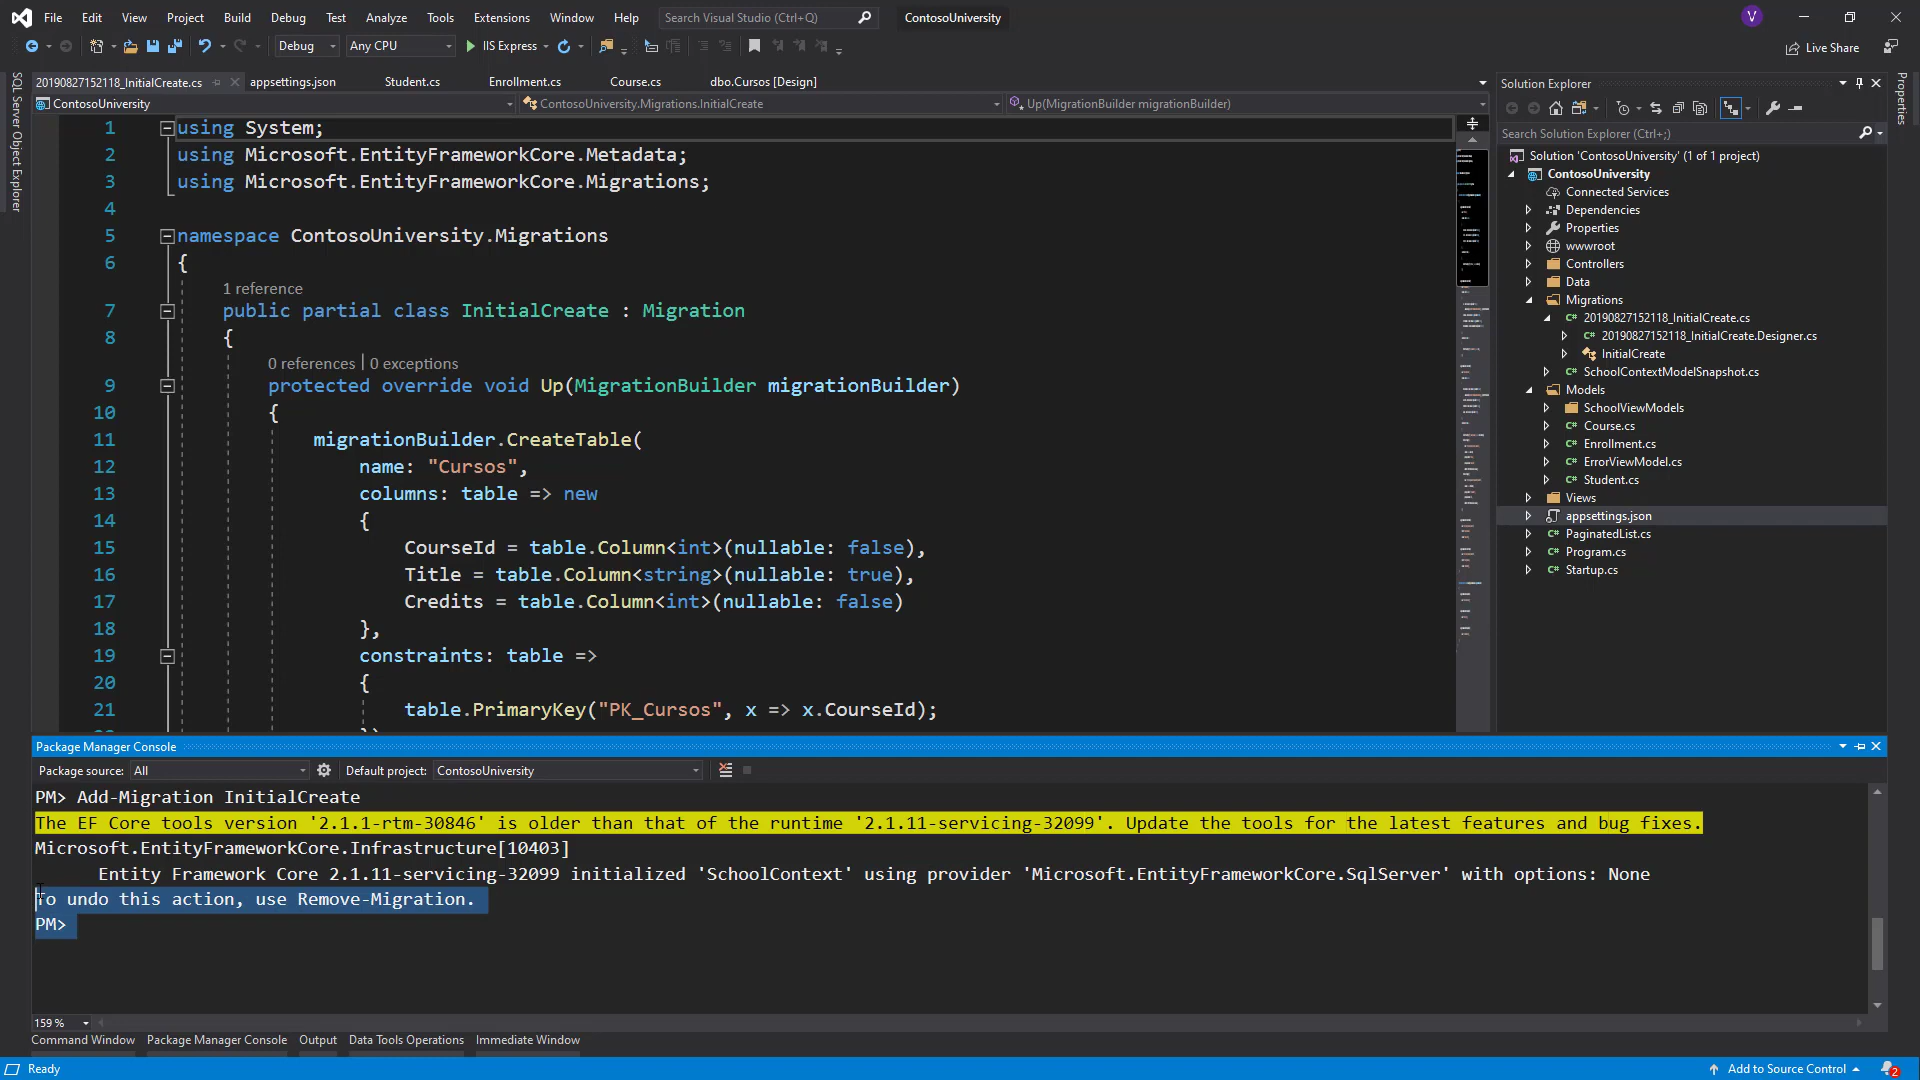 File Edit View Project Build Debug Test Analyze Tools Extensions Window Help Search Visual Studio (Ctrl+Q) ContosoUniversity V
Debug Any CPU IIS Express Live Share
20190827152118_InitialCreate.cs appsettings.json Student.cs Enrollment.cs Course.cs dbo.Cursos [Design]
ContosoUniversity ContosoUniversity.Migrations.InitialCreate Up(MigrationBuilder migrationBuilder)
SQL Server Object Explorer
1 using System;
2 using Microsoft.EntityFrameworkCore.Metadata;
3 using Microsoft.EntityFrameworkCore.Migrations;
4
5 namespace ContosoUniversity.Migrations
6 {
1 reference
7 public partial class InitialCreate : Migration
8 {
0 references | 0 exceptions
9 protected override void Up(MigrationBuilder migrationBuilder)
10 {
11 migrationBuilder.CreateTable(
12 name: "Cursos",
13 columns: table => new
14 {
15 CourseId = table.Column<int>(nullable: false),
16 Title = table.Column<string>(nullable: true),
17 Credits = table.Column<int>(nullable: false)
18 },
19 constraints: table =>
20 {
21 table.PrimaryKey("PK_Cursos", x => x.CourseId);
Solution Explorer
Search Solution Explorer (Ctrl+;)
Solution 'ContosoUniversity' (1 of 1 project)
ContosoUniversity
Connected Services
Dependencies
Properties
wwwroot
Controllers
Data
Migrations
20190827152118_InitialCreate.cs
20190827152118_InitialCreate.Designer.cs
InitialCreate
SchoolContextModelSnapshot.cs
Models
SchoolViewModels
Course.cs
Enrollment.cs
ErrorViewModel.cs
Student.cs
Views
appsettings.json
PaginatedList.cs
Program.cs
Startup.cs
Properties
Package Manager Console
Package source: All Default project: ContosoUniversity
PM> Add-Migration InitialCreate
The EF Core tools version '2.1.1-rtm-30846' is older than that of the runtime '2.1.11-servicing-32099'. Update the tools for the latest features and bug fixes.
Microsoft.EntityFrameworkCore.Infrastructure[10403]
Entity Framework Core 2.1.11-servicing-32099 initialized 'SchoolContext' using provider 'Microsoft.EntityFrameworkCore.SqlServer' with options: None
To undo this action, use Remove-Migration.
PM>
159 %
Command Window Package Manager Console Output Data Tools Operations Immediate Window
Ready Add to Source Control 2